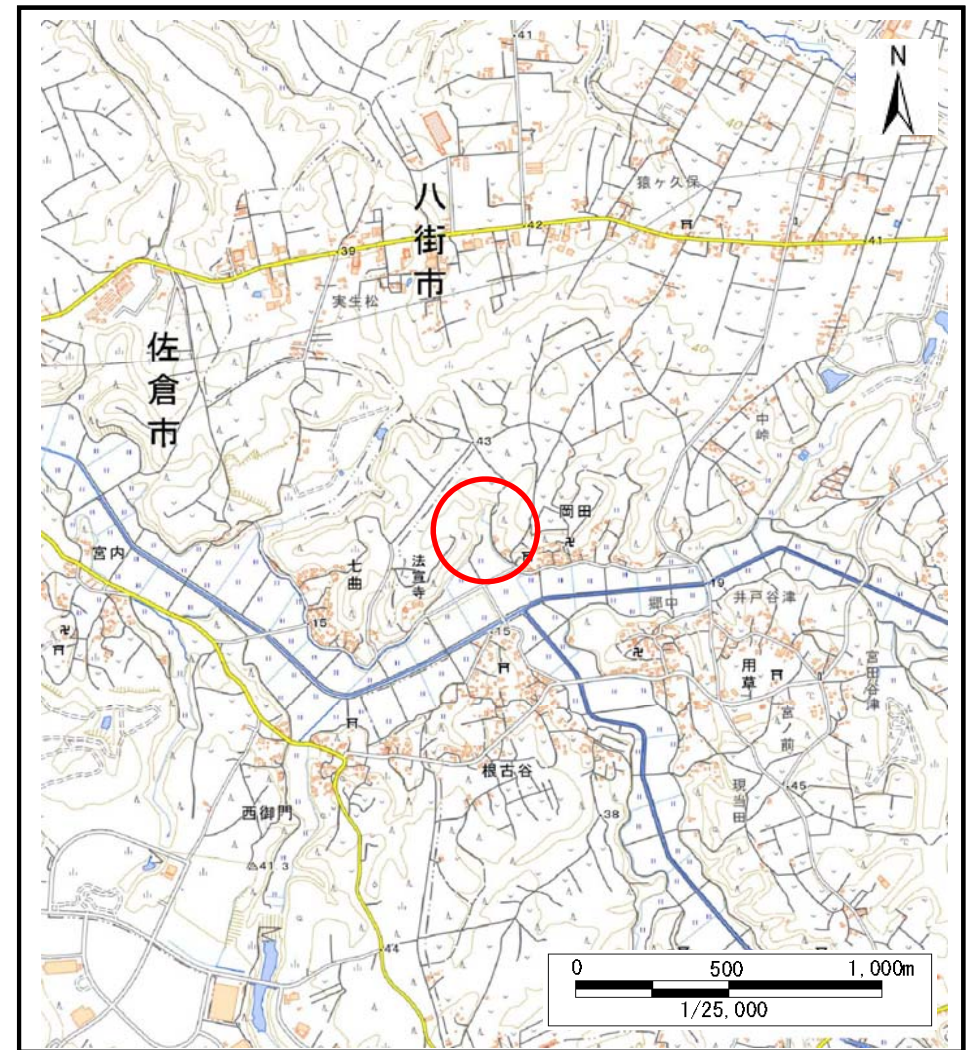 41
N
40
猿ヶ久保
八街市
42
41
39
実生松
佐倉市
40
中峠
43
岡田
宮内
七曲
法宣寺
19
郷中
井戸谷津
15
15
用草
宮田谷津
宮ノ前
根古谷
現当田
45
西御門
38
41.3
44
0 500 1,000m
1/25,000